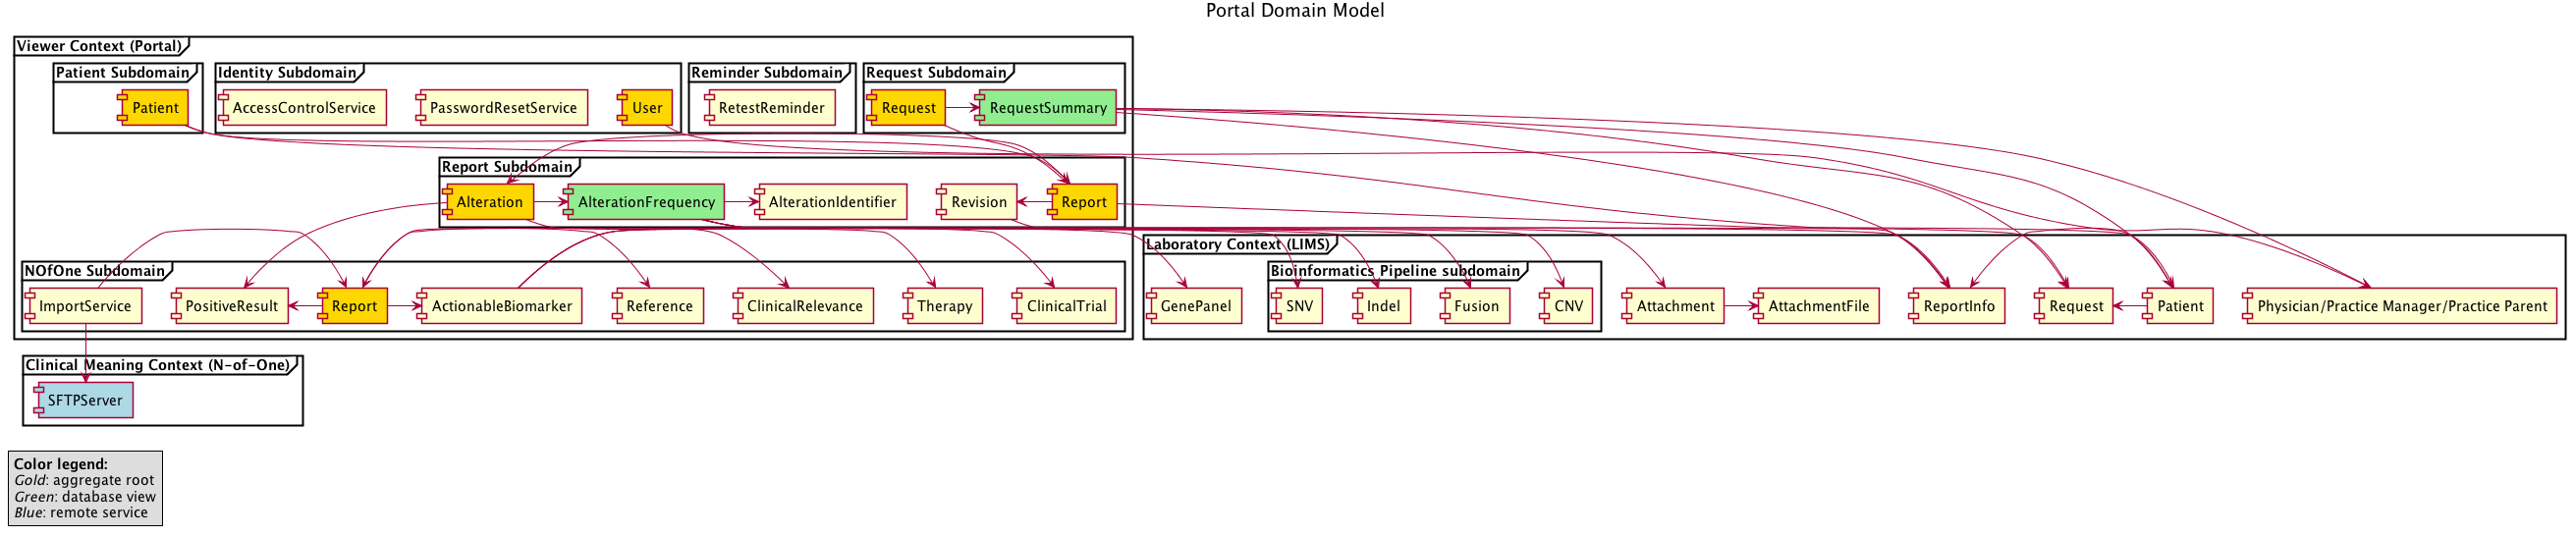 Portal Domain Model
Viewer Context (Portal)
Patient Subdomain
Identity Subdomain
Reminder Subdomain
Request Subdomain
Patient
AccessControlService
PasswordResetService
User
RetestReminder
Request
RequestSummary
Report Subdomain
Alteration
AlterationFrequency
AlterationIdentifier
Revision
Report
Laboratory Context (LIMS)
NOfOne Subdomain
Bioinformatics Pipeline subdomain
ImportService
PositiveResult
Report
ActionableBiomarker
Reference
ClinicalRelevance
Therapy
ClinicalTrial
GenePanel
SNV
Indel
Fusion
CNV
Attachment
AttachmentFile
ReportInfo
Request
Patient
Physician/Practice Manager/Practice Parent
Clinical Meaning Context (N-of-One)
SFTPServer
Color legend:
Gold: aggregate root
Green: database view
Blue: remote service